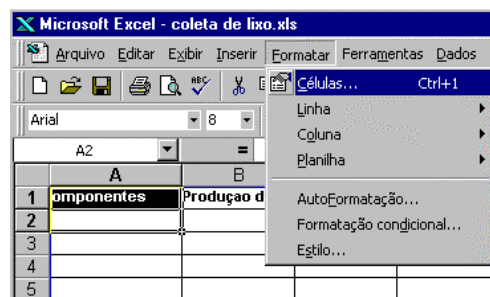 Microsoft Excel - coleta de lixo.xls
Arquivo Editar Exibir Inserir Formatar Ferramentas Dados
ABC
Arial 8
A2 =
Células... Ctrl+1
Linha
Coluna
Planilha
AutoFormatação...
Formatação condicional...
Estilo...
A B
1 omponentes Produçao d
2
3
4
5